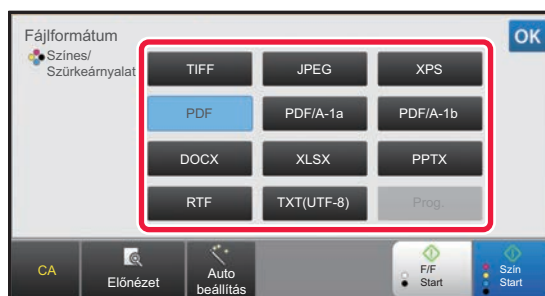 Fájlformátum
OK
Színes/
Szürkeárnyalat
TIFF
JPEG
XPS
PDF
PDF/A-1a
PDF/A-1b
DOCX
XLSX
PPTX
RTF
TXT(UTF-8)
Prog.
CA
Előnézet
Auto
beállítás
F/F
Start
Szín
Start